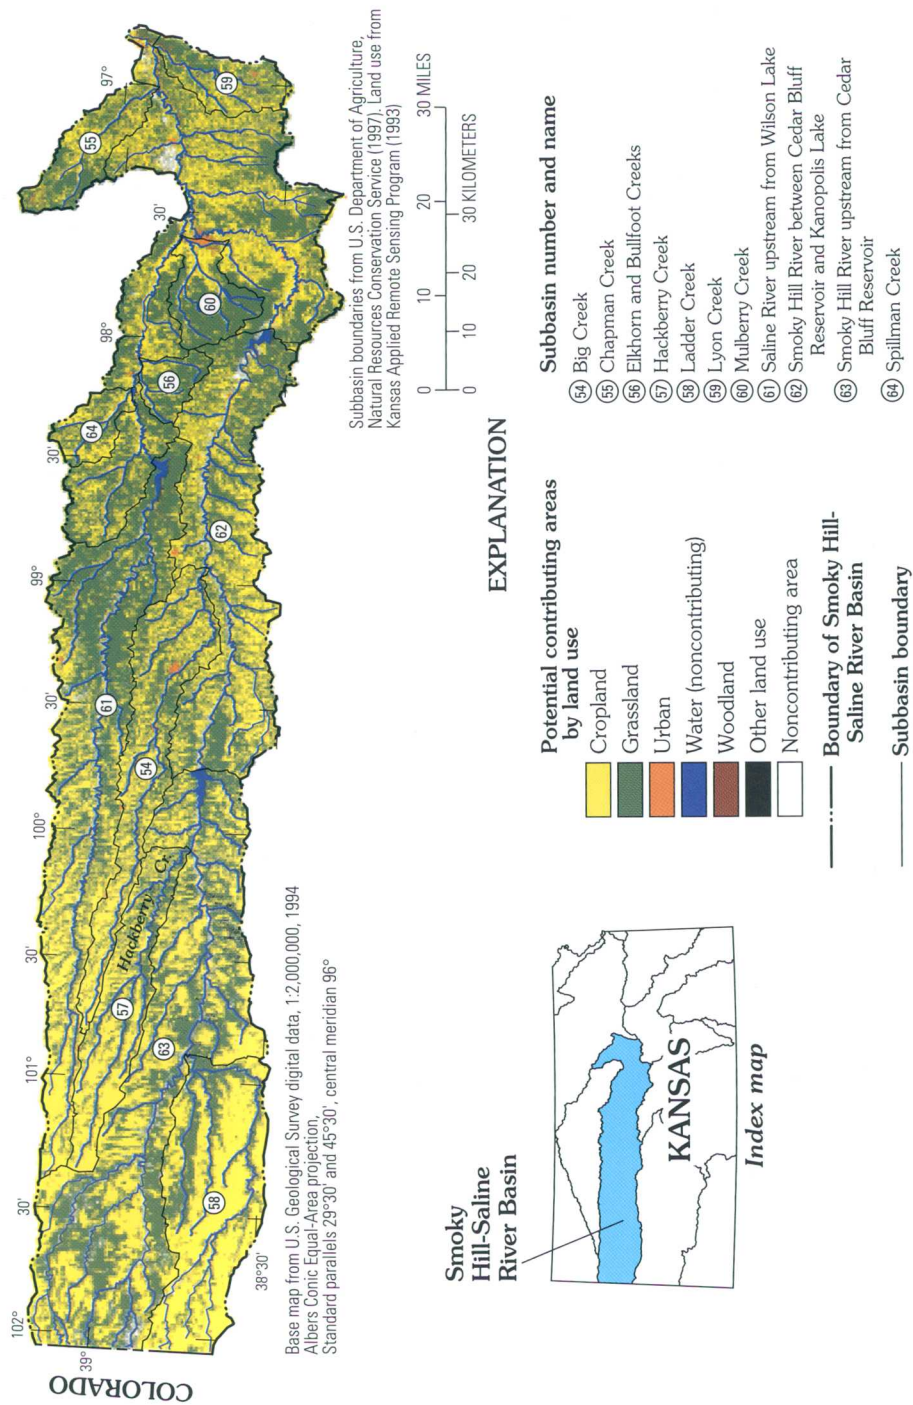 COLORADO
102°
30'
101°
30'
100°
30'
99°
30'
98°
30'
97°
39°
38°30'
55
59
60
56
64
62
61
54
57
63
58
Hackberry Cr.
Base map from U.S. Geological Survey digital data, 1:2,000,000, 1994
Albers Conic Equal-Area projection,
Standard parallels 29°30' and 45°30', central meridian 96°
Subbasin boundaries from U.S. Department of Agriculture,
Natural Resources Conservation Service (1997). Land use from
Kansas Applied Remote Sensing Program (1993)
0 10 20 30 MILES
0 10 20 30 KILOMETERS
EXPLANATION
Potential contributing areas
by land use
Cropland
Grassland
Urban
Water (noncontributing)
Woodland
Other land use
Noncontributing area
Boundary of Smoky Hill-
Saline River Basin
Subbasin boundary
Subbasin number and name
54 Big Creek
55 Chapman Creek
56 Elkhorn and Bullfoot Creeks
57 Hackberry Creek
58 Ladder Creek
59 Lyon Creek
60 Mulberry Creek
61 Saline River upstream from Wilson Lake
62 Smoky Hill River between Cedar Bluff
Reservoir and Kanopolis Lake
63 Smoky Hill River upstream from Cedar
Bluff Reservoir
64 Spillman Creek
Smoky
Hill-Saline
River Basin
KANSAS
Index map